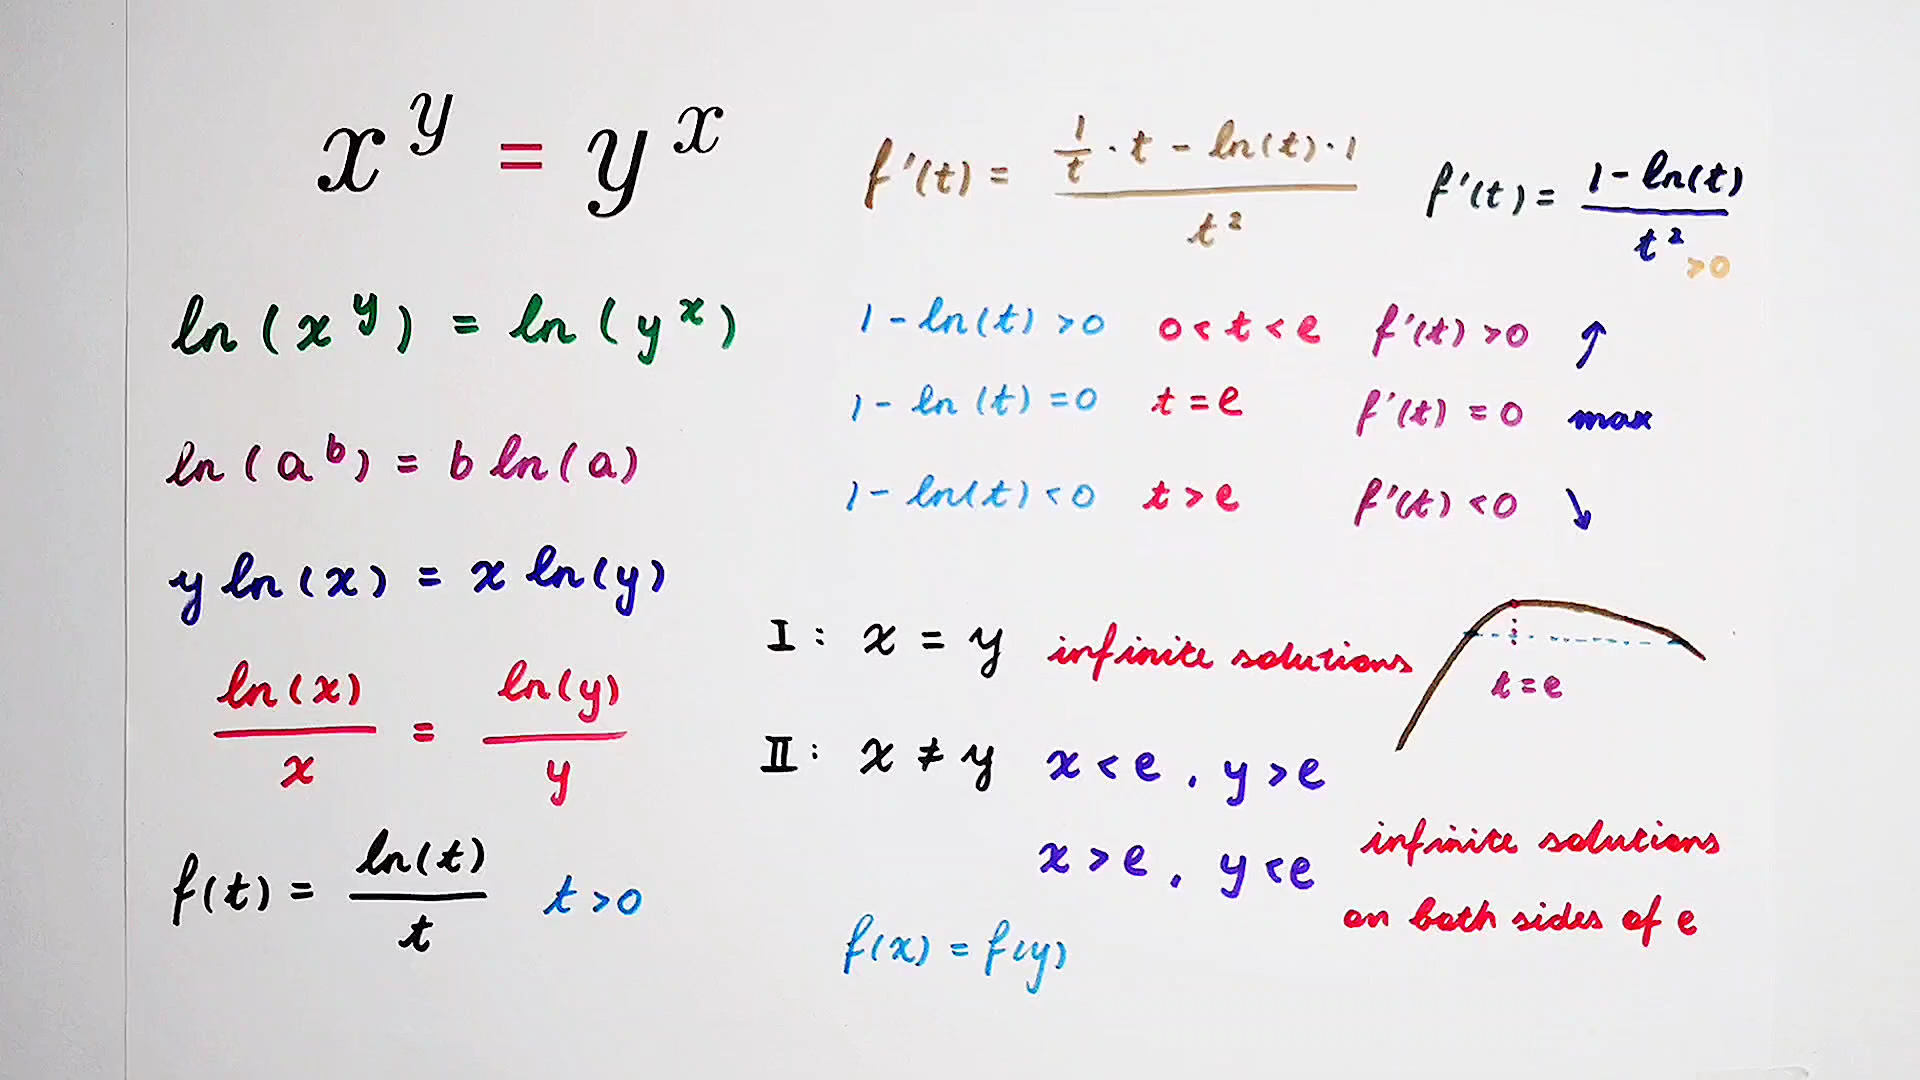 x^y = y^x
ln(x^y) = ln(y^x)
ln(a^b) = b ln(a)
y ln(x) = x ln(y)
ln(x)/x = ln(y)/y
f(t) = ln(t)/t t>0
f'(t) = (1/t · t - ln(t) · 1)/t² f'(t) = (1-ln(t))/t² >0
1-ln(t) >0 0<t<e f'(t) >0 ↑
1-ln(t) =0 t=e f'(t) =0 max
1-ln(t) <0 t>e f'(t) <0 ↘
I: x = y infinite solutions
t=e
II: x ≠ y x<e, y>e
x>e, y<e infinite solutions
on both sides of e
f(x) = f(y)